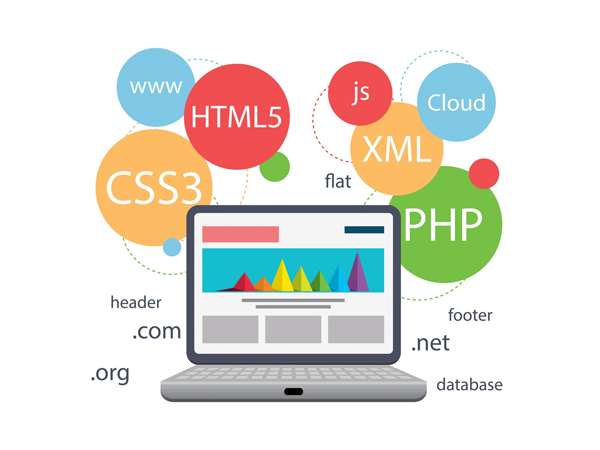 www
HTML5
CSS3
js
Cloud
XML
flat
PHP
header
.com
.org
footer
.net
database